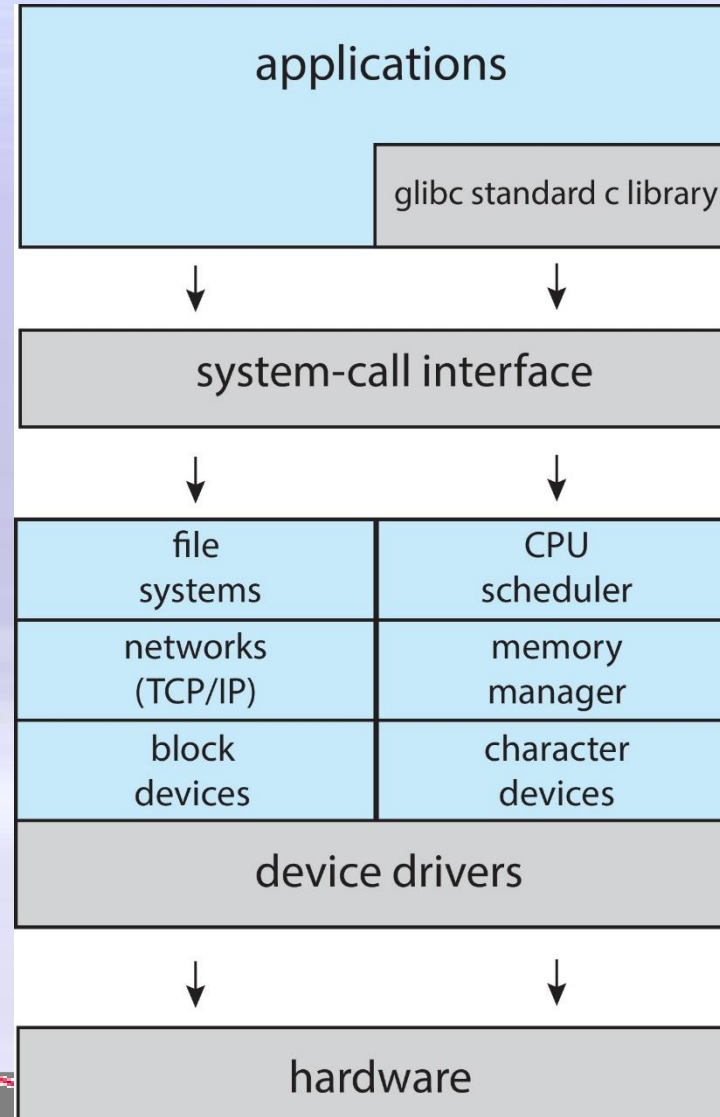 applications
glibc standard c library
system-call interface
file
systems
CPU
scheduler
networks
(TCP/IP)
memory
manager
block
devices
character
devices
device drivers
hardware